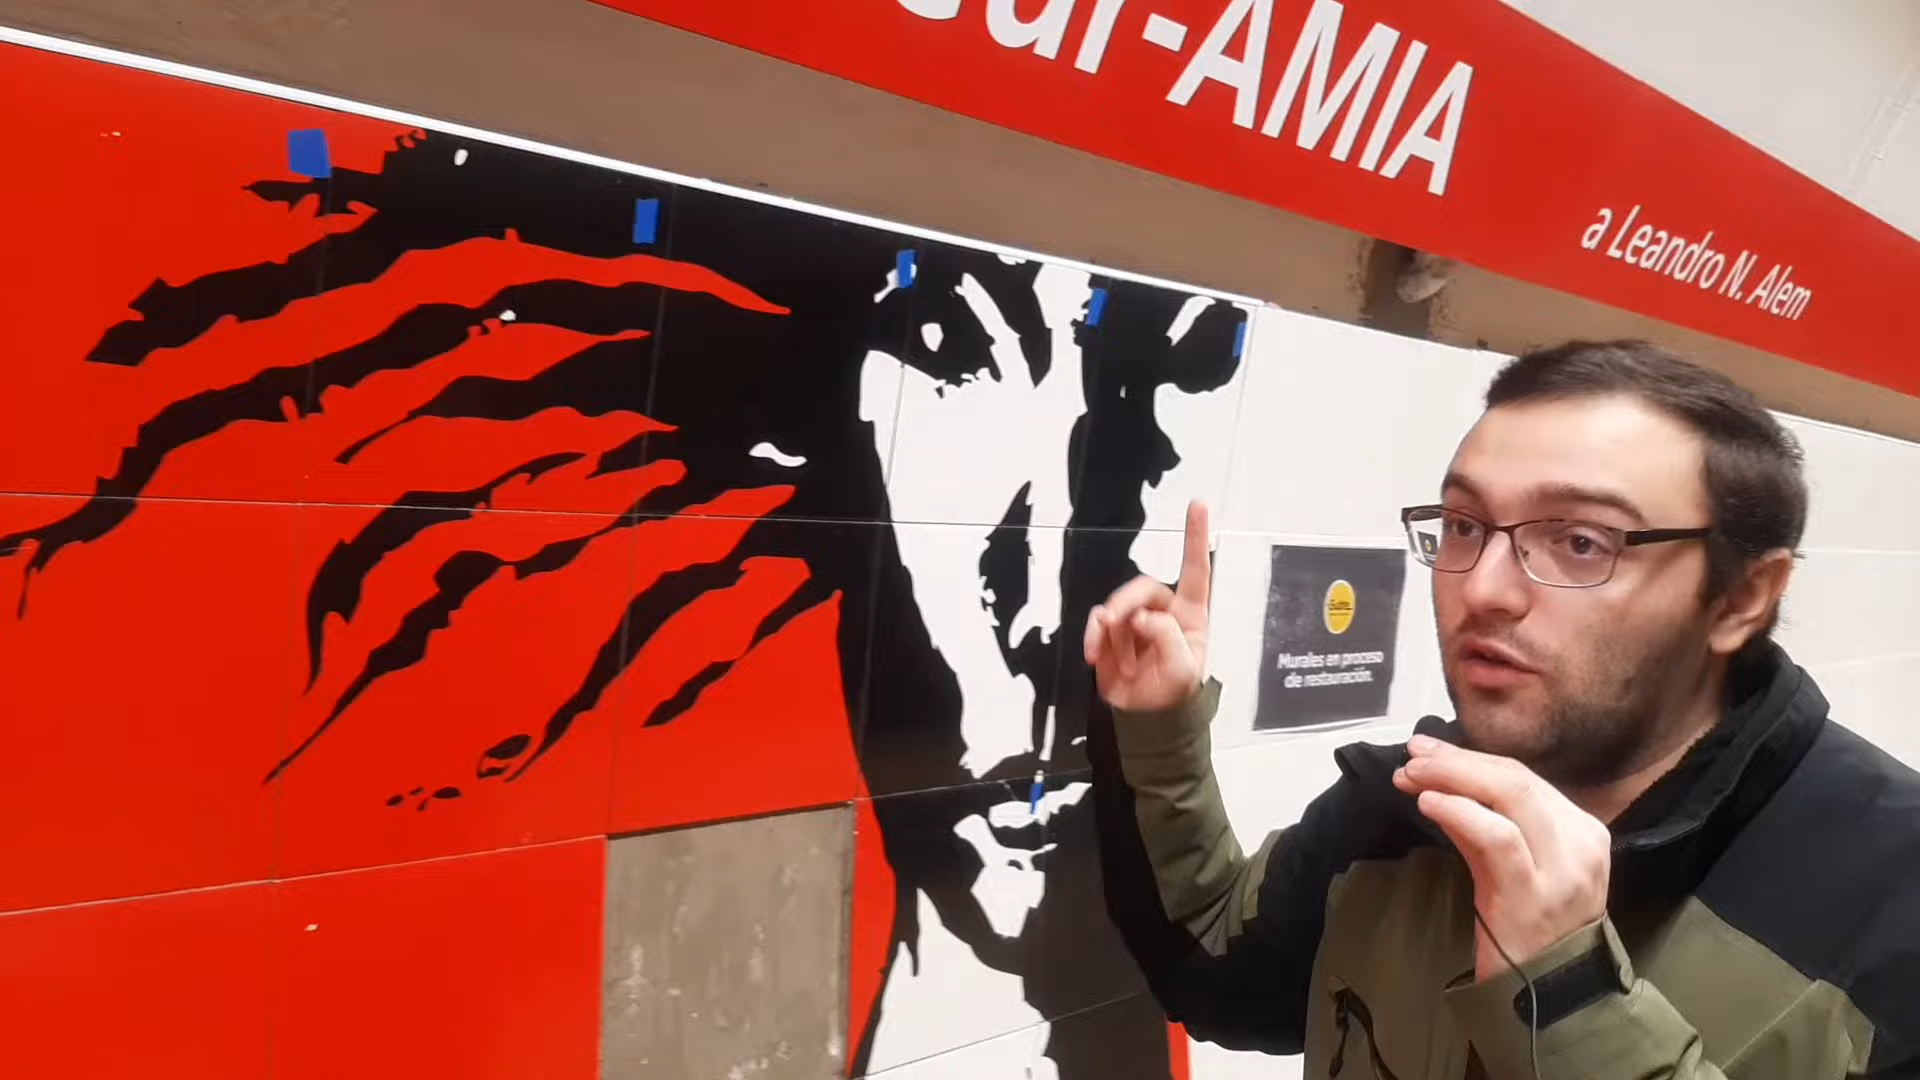 -AMIA
a Leandro N. Alem
Murales en proceso
de restauración.